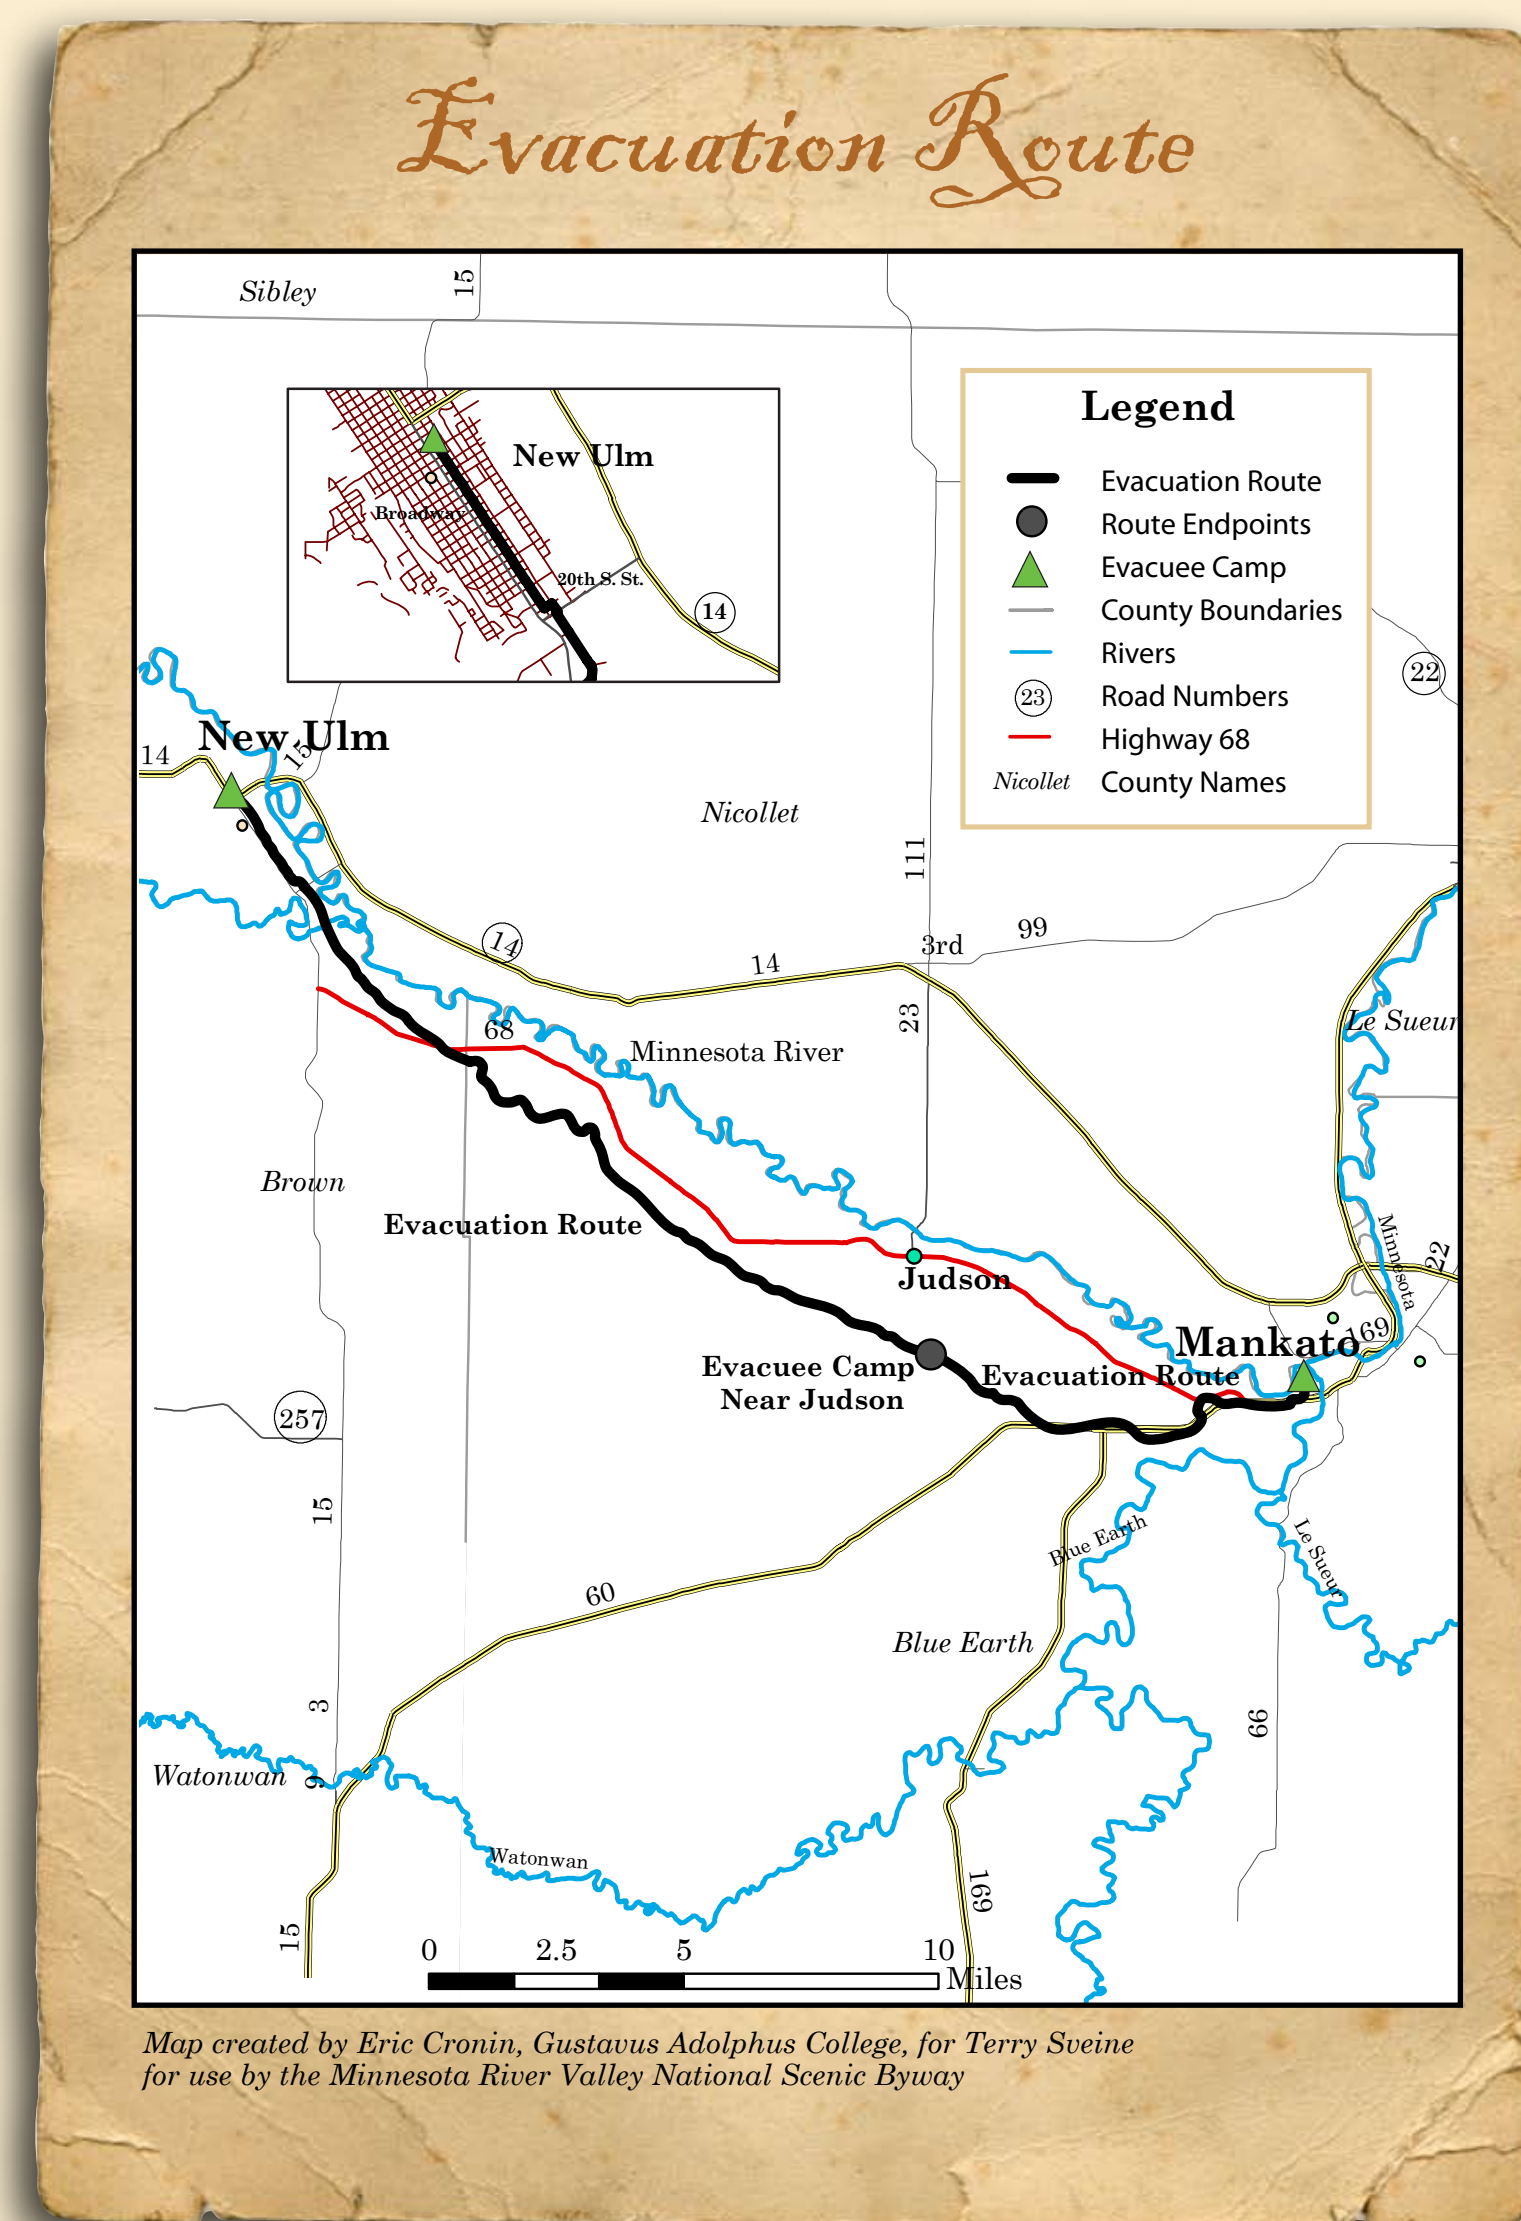 Evacuation Route
Sibley
15
New Ulm
Broadway
20th S. St.
14
Legend
Evacuation Route
Route Endpoints
Evacuee Camp
County Boundaries
Rivers
23
Road Numbers
Highway 68
Nicollet
County Names
22
New Ulm
14
15
Nicollet
111
14
14
3rd
99
23
Le Sueur
68
Minnesota River
Brown
Evacuation Route
Judson
Minnesota
22
Mankato
169
Evacuee Camp
Near Judson
Evacuation Route
257
15
Blue Earth
Le Sueur
60
Blue Earth
3
66
Watonwan
9
Watonwan
169
15
0
2.5
5
10
Miles
Map created by Eric Cronin, Gustavus Adolphus College, for Terry Sveine
for use by the Minnesota River Valley National Scenic Byway